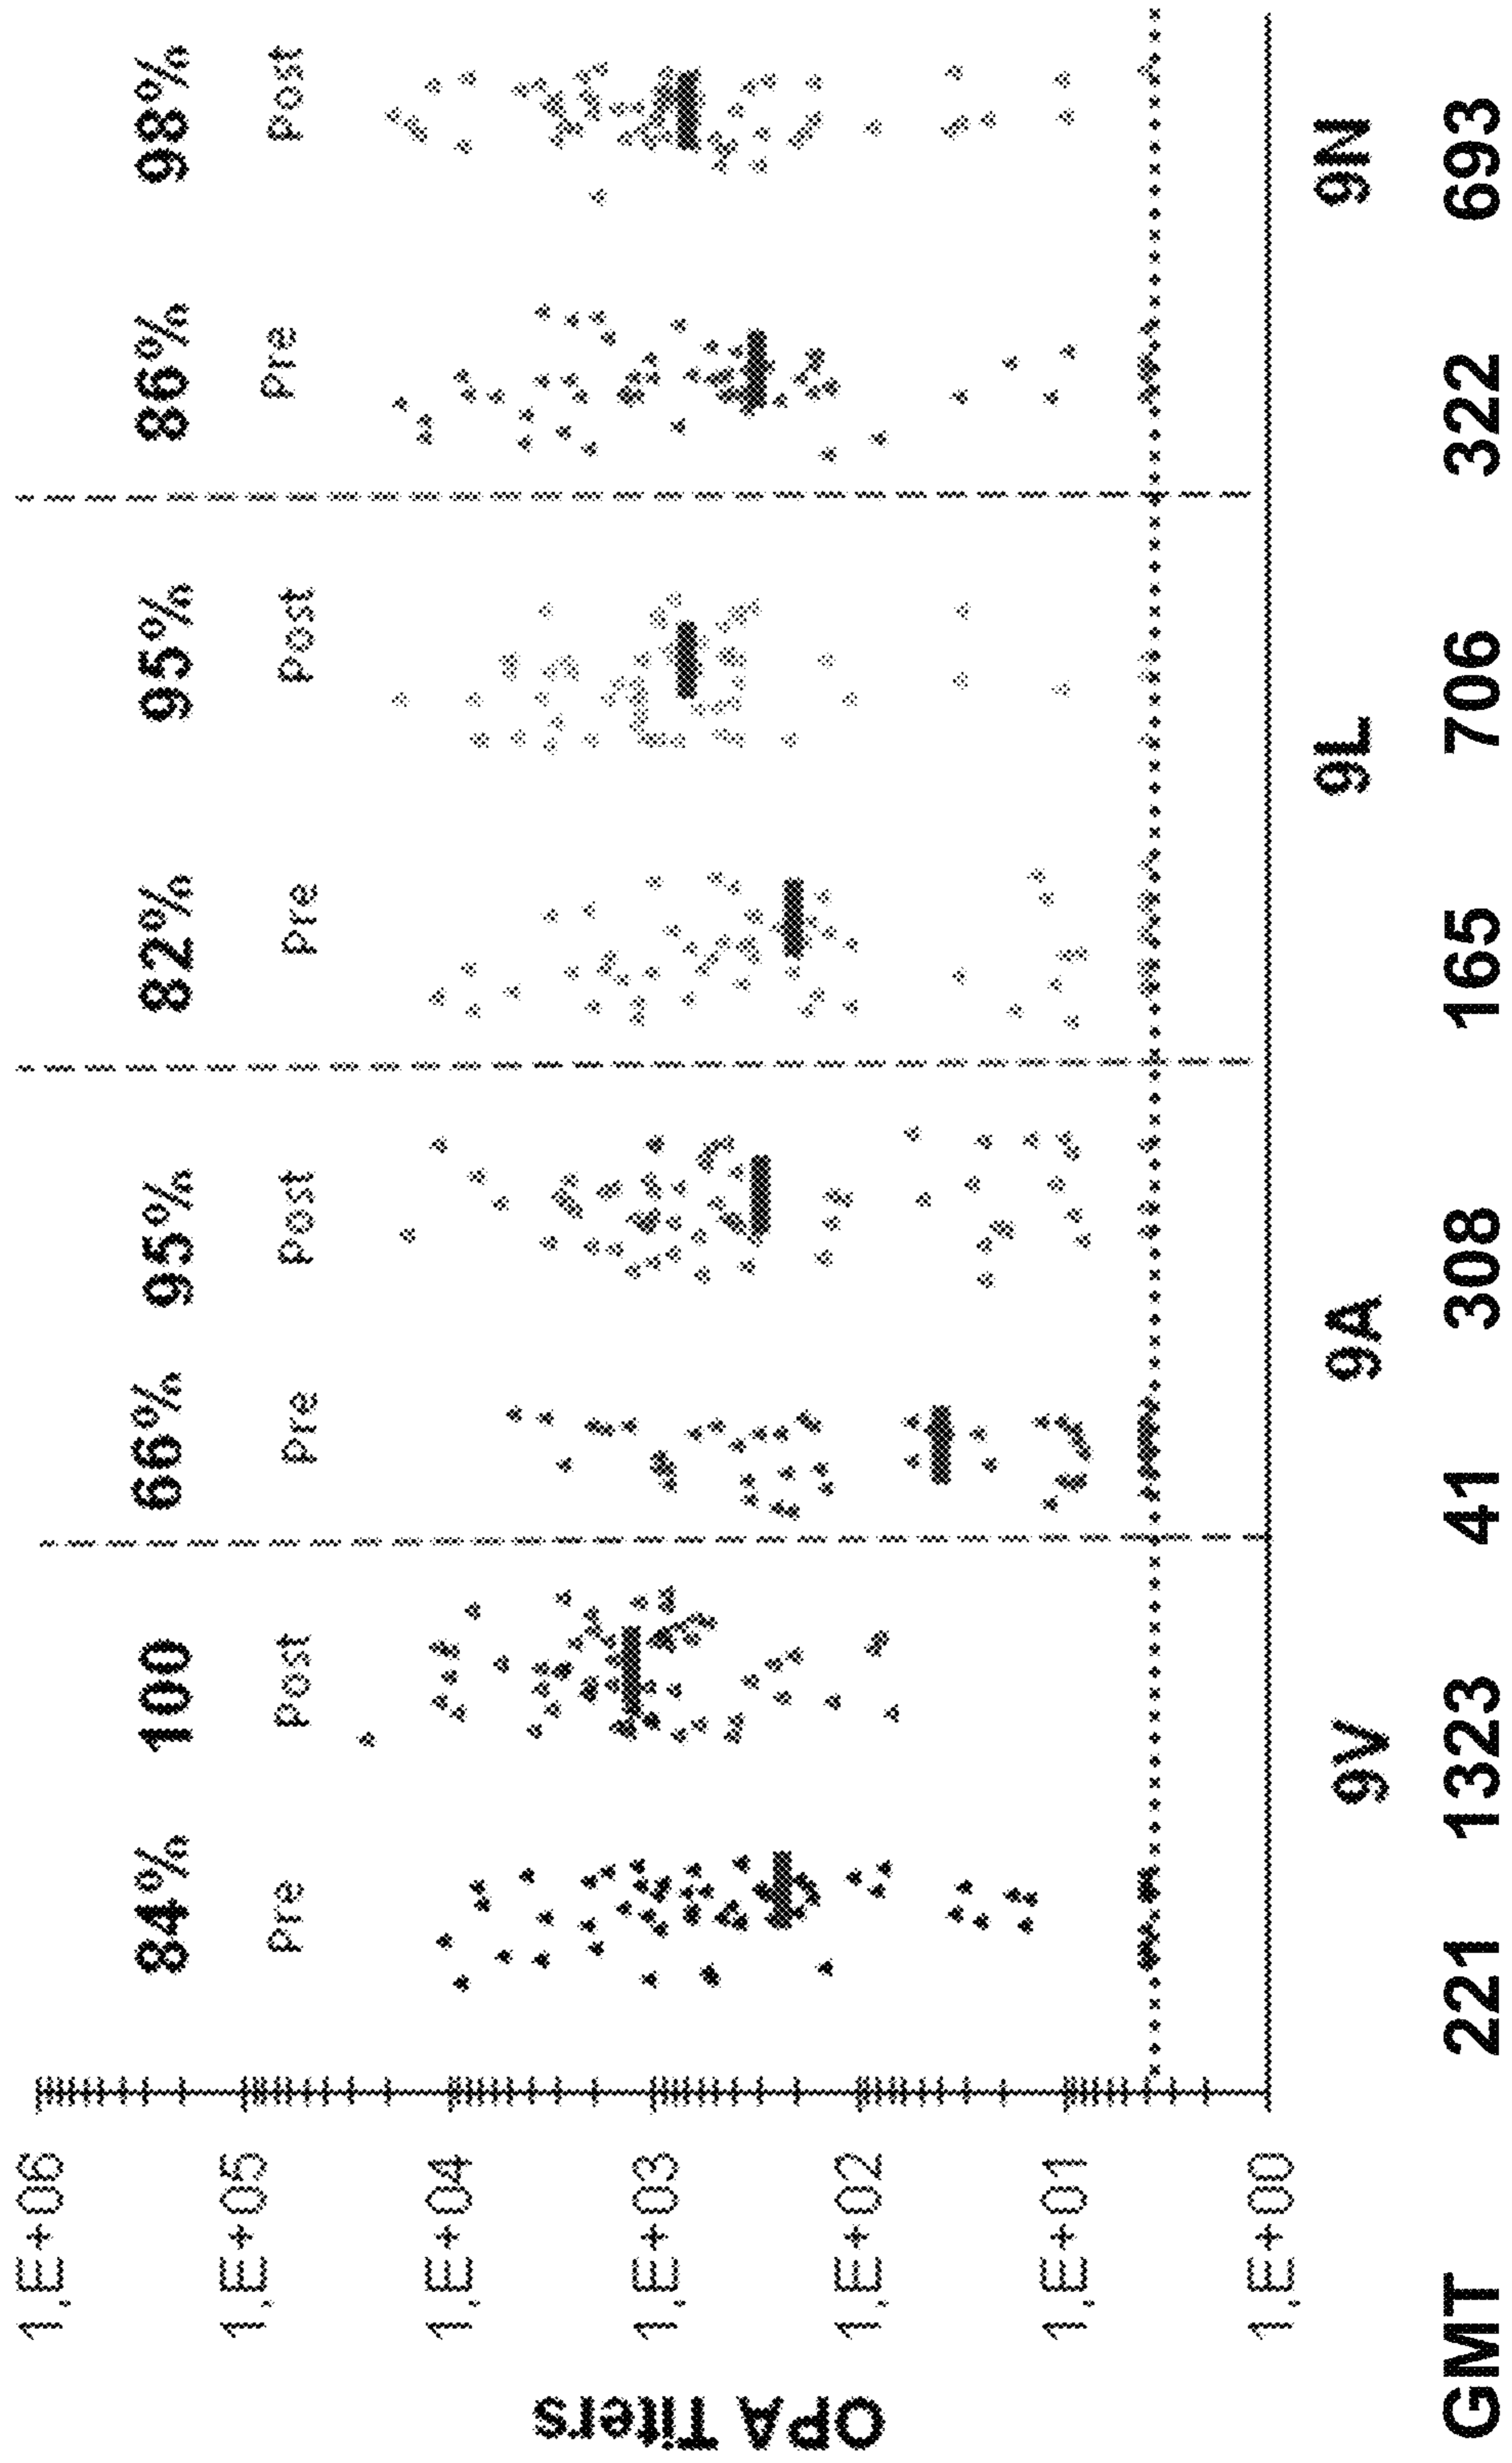 84% 100 66% 95% 82% 95% 86% 98%
Pre Post Pre Post Pre Post Pre Post
OPA Titers
1.E+06
1.E+05
1.E+04
1.E+03
1.E+02
1.E+01
1.E+00
9V 9A 9L 9N
GMT 221 1323 41 308 165 706 322 693